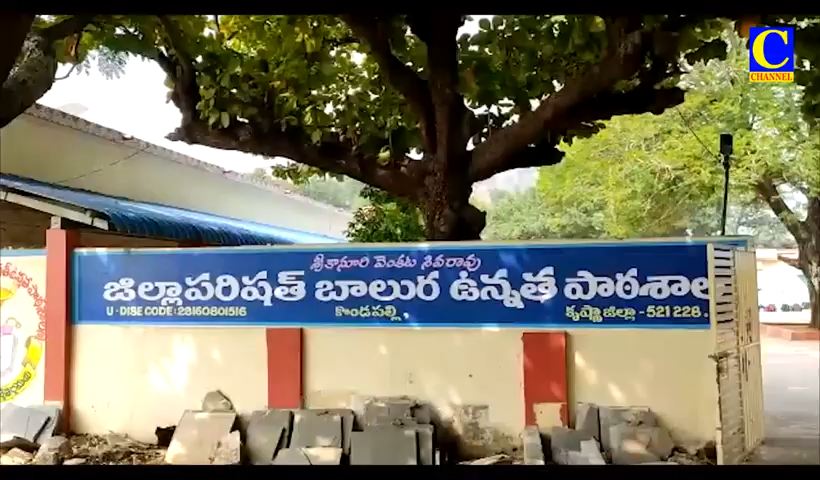 C
CHANNEL
శ్రీ కానూరి వెంకట శివరావు
జిల్లా పరిషత్ బాలుర ఉన్నత పాఠశాల
U-DISE CODE:28160801516
కొండపల్లి,
కృష్ణాజిల్లా - 521 228.